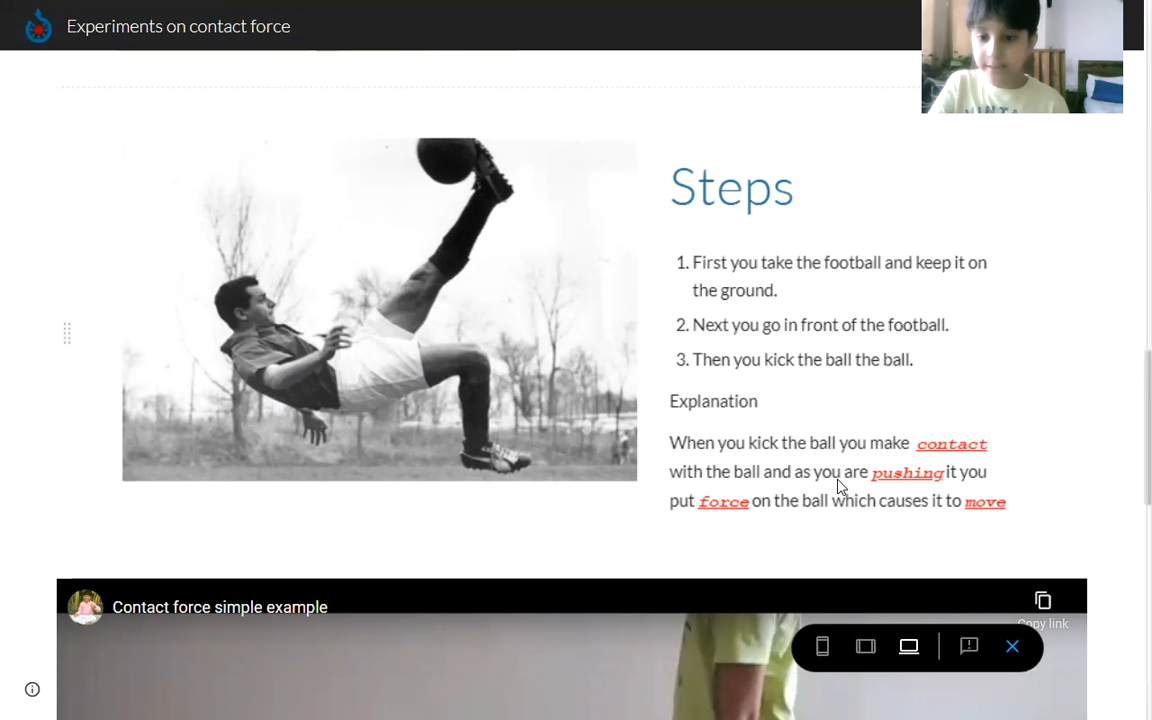 Experiments on contact force
Steps
1. First you take the football and keep it on
the ground.
2. Next you go in front of the football.
3. Then you kick the ball the ball.
Explanation
When you kick the ball you make contact
with the ball and as you are pushing it you
put force on the ball which causes it to move
Contact force simple example
Copy link